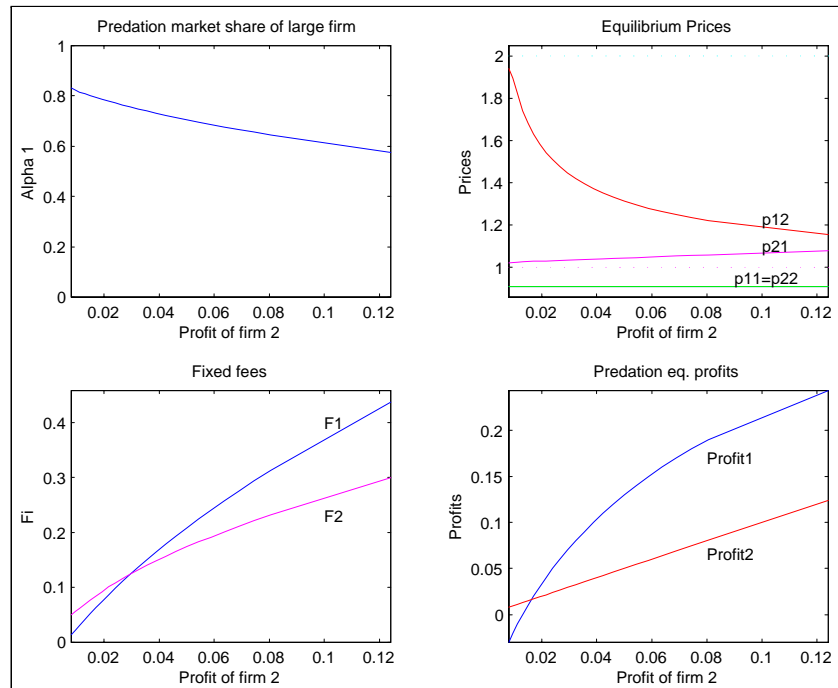 Predation market share of large firm
1
0.8
0.6
0.4
0.2
0
Alpha 1
0.02 0.04 0.06 0.08 0.1 0.12
Profit of firm 2
Equilibrium Prices
2
1.8
1.6
1.4
1.2
1
Prices
p12
p21
p11=p22
0.02 0.04 0.06 0.08 0.1 0.12
Profit of firm 2
Fixed fees
0.4
0.3
0.2
0.1
0
Fi
F1
F2
0.02 0.04 0.06 0.08 0.1 0.12
Profit of firm 2
Predation eq. profits
0.2
0.15
0.1
0.05
0
Profits
Profit1
Profit2
0.02 0.04 0.06 0.08 0.1 0.12
Profit of firm 2